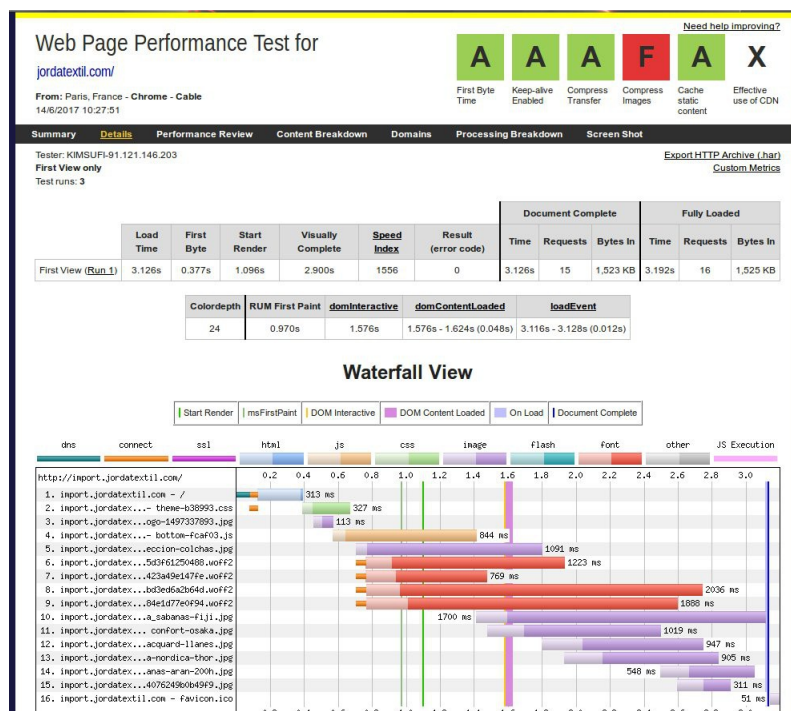 Need help improving?
Web Page Performance Test for
jordatextil.com/
From: Paris, France - Chrome - Cable
14/6/2017 10:27:51
A A A F A X
First Byte Time
Keep-alive Enabled
Compress Transfer
Compress Images
Cache static content
Effective use of CDN
Summary Details Performance Review Content Breakdown Domains Processing Breakdown Screen Shot
Tester: KIMSUFI-91.121.146.203
First View only
Test runs: 3
Export HTTP Archive (.har)
Custom Metrics
Document Complete Fully Loaded
Load Time First Byte Start Render Visually Complete Speed Index Result (error code) Time Requests Bytes In Time Requests Bytes In
First View (Run 1) 3.126s 0.377s 1.096s 2.900s 1556 0 3.126s 15 1,523 KB 3.192s 16 1,525 KB
Colordepth RUM First Paint domInteractive domContentLoaded loadEvent
24 0.970s 1.576s 1.576s - 1.624s (0.048s) 3.116s - 3.128s (0.012s)
Waterfall View
Start Render msFirstPaint DOM Interactive DOM Content Loaded On Load Document Complete
dns connect ssl html js css image flash font other JS Execution
http://import.jordatextil.com/ 0.2 0.4 0.6 0.8 1.0 1.2 1.4 1.6 1.8 2.0 2.2 2.4 2.6 2.8 3.0
1. import.jordatextil.com - / 313 ms
2. import.jordatex...- theme-b38993.css 327 ms
3. import.jordatex...ogo-1497337893.jpg 113 ms
4. import.jordatex...- bottom-fcaf03.js 844 ms
5. import.jordatex...eccion-colchas.jpg 1091 ms
6. import.jordatex...5d3f61250488.woff2 1223 ms
7. import.jordatex...423a49e147fe.woff2 769 ms
8. import.jordatex...bd3ed6a2b64d.woff2 2036 ms
9. import.jordatex...84e1d77e0f94.woff2 1888 ms
10. import.jordatex...a_sabanas-fiji.jpg 1700 ms
11. import.jordatex... confort-osaka.jpg 1019 ms
12. import.jordatex...acquard-llanes.jpg 947 ms
13. import.jordatex...a-nordica-thor.jpg 905 ms
14. import.jordatex...anas-aran-200h.jpg 548 ms
15. import.jordatex...4076249b0b49f9.jpg 311 ms
16. import.jordatextil.com - favicon.ico 51 ms